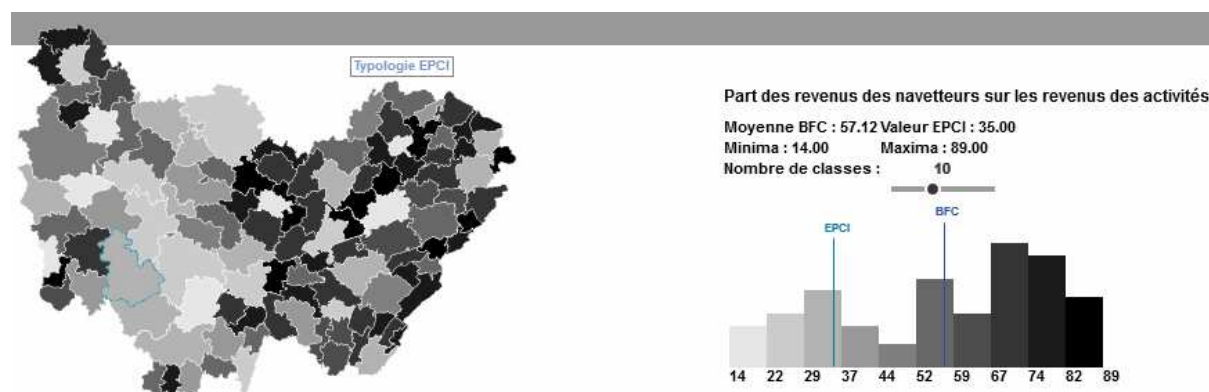 Typologie EPCI
Part des revenus des navetteurs sur les revenus des activités
Moyenne BFC : 57.12 Valeur EPCI : 35.00
Minima : 14.00 Maxima : 89.00
Nombre de classes : 10
BFC
EPCI
14 22 29 37 44 52 59 67 74 82 89